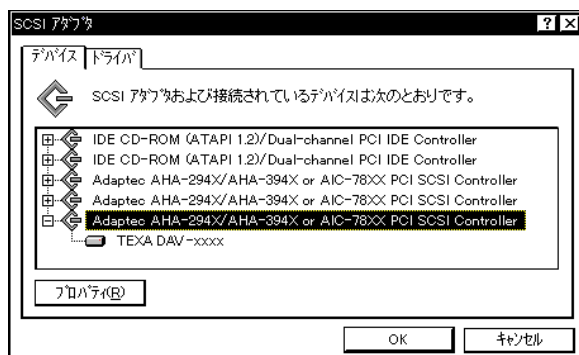 SCSI アダプタ
デバイス ドライバ
SCSI アダプタおよび接続されているデバイスは次のとおりです。
IDE CD-ROM (ATAPI 1.2)/Dual-channel PCI IDE Controller
IDE CD-ROM (ATAPI 1.2)/Dual-channel PCI IDE Controller
Adaptec AHA-294X/AHA-394X or AIC-78XX PCI SCSI Controller
Adaptec AHA-294X/AHA-394X or AIC-78XX PCI SCSI Controller
Adaptec AHA-294X/AHA-394X or AIC-78XX PCI SCSI Controller
TEXA DAV-xxxx
プロパティ(R)
OK キャンセル